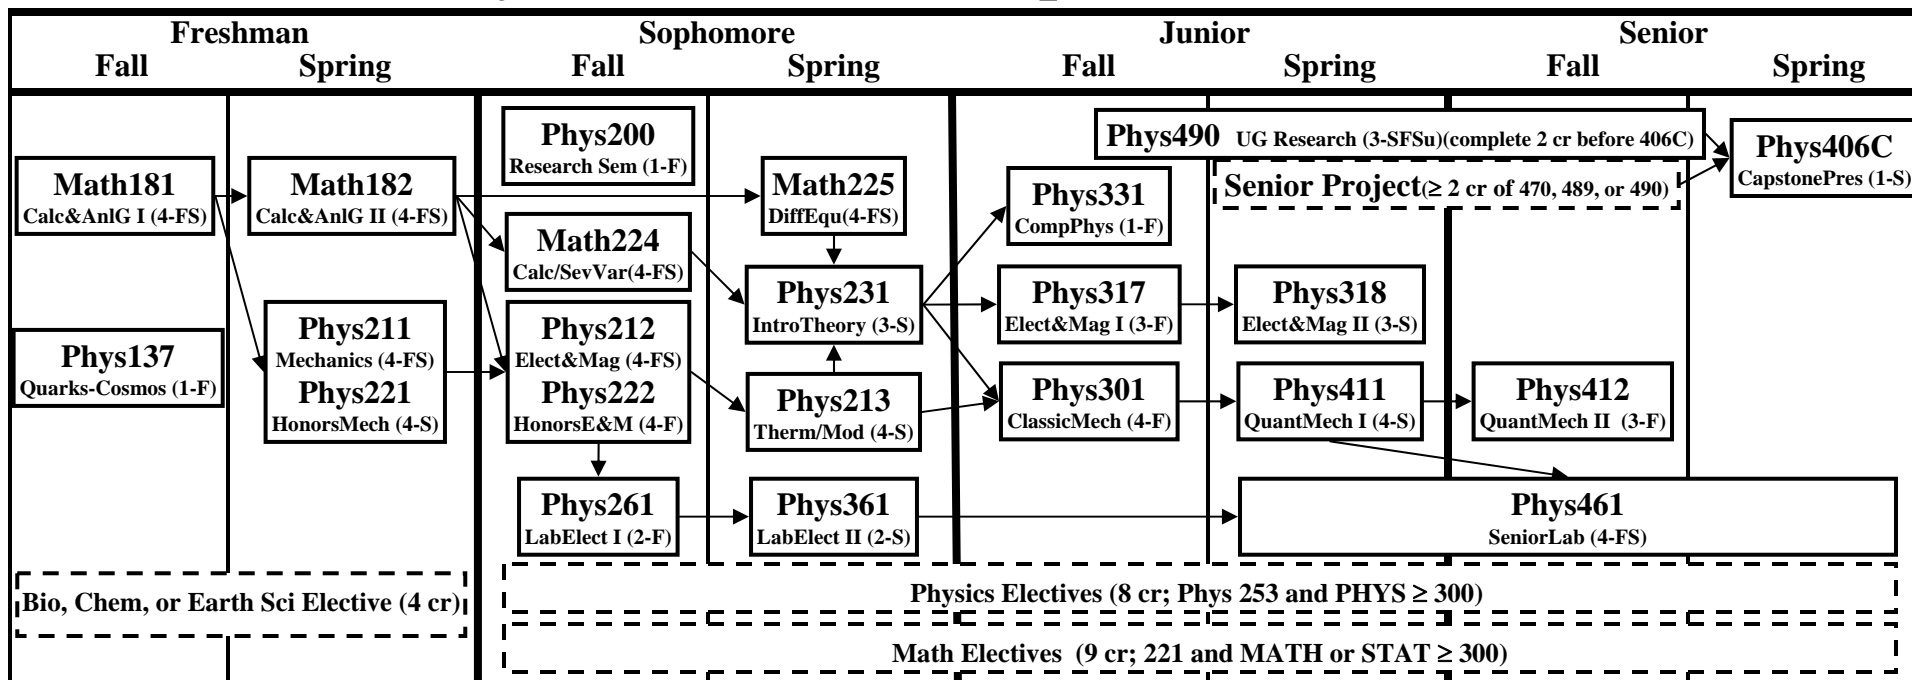 Freshman Sophomore Junior Senior
Fall Spring Fall Spring Fall Spring Fall Spring
Phys200
Research Sem (1-F)
Phys490 UG Research (3-SFSu)(complete 2 cr before 406C)
Phys406C
CapstonePres (1-S)
Math181
Calc&AnlG I (4-FS)
Math182
Calc&AnlG II (4-FS)
Math225
DiffEqu(4-FS)
Senior Project(≥ 2 cr of 470, 489, or 490)
Phys331
CompPhys (1-F)
Math224
Calc/SevVar(4-FS)
Phys231
IntroTheory (3-S)
Phys317
Elect&Mag I (3-F)
Phys318
Elect&Mag II (3-S)
Phys137
Quarks-Cosmos (1-F)
Phys211
Mechanics (4-FS)
Phys221
HonorsMech (4-S)
Phys212
Elect&Mag (4-FS)
Phys222
HonorsE&M (4-F)
Phys213
Therm/Mod (4-S)
Phys301
ClassicMech (4-F)
Phys411
QuantMech I (4-S)
Phys412
QuantMech II (3-F)
Phys261
LabElect I (2-F)
Phys361
LabElect II (2-S)
Phys461
SeniorLab (4-FS)
Bio, Chem, or Earth Sci Elective (4 cr)
Physics Electives (8 cr; Phys 253 and PHYS ≥ 300)
Math Electives (9 cr; 221 and MATH or STAT ≥ 300)